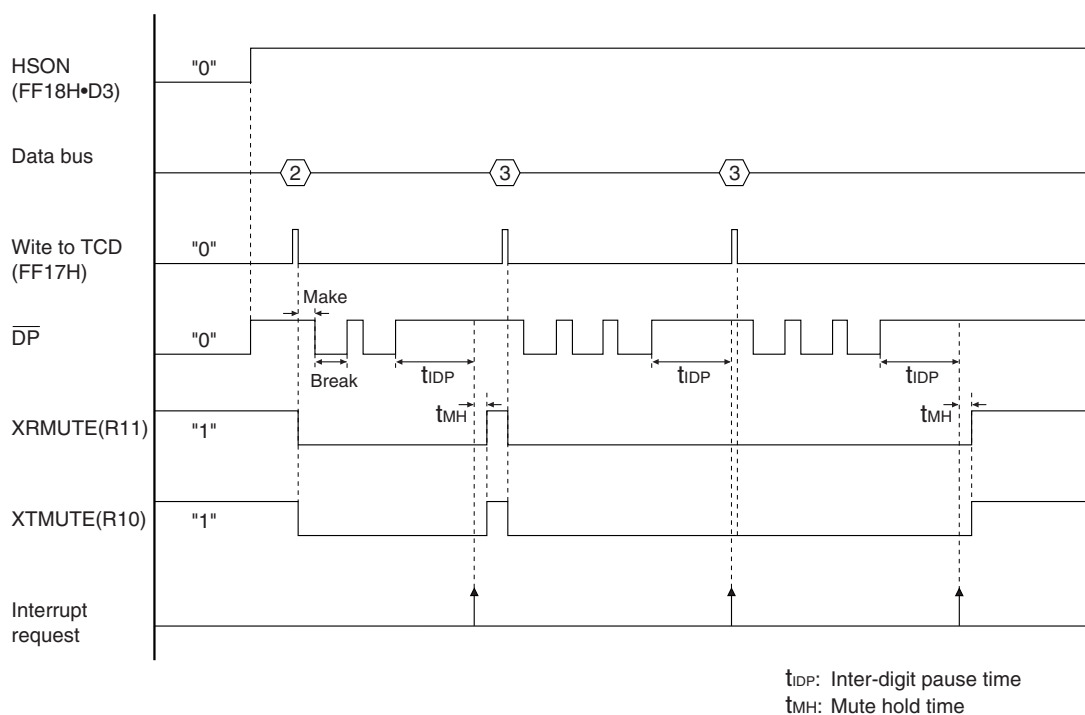 HSON
(FF18H•D3)
"0"
Data bus
2
3
3
Wite to TCD
(FF17H)
"0"
Make
DP
"0"
Break
tIDP
tIDP
tIDP
tMH
tMH
XRMUTE(R11)
"1"
XTMUTE(R10)
"1"
Interrupt
request
tIDP: Inter-digit pause time
tMH: Mute hold time